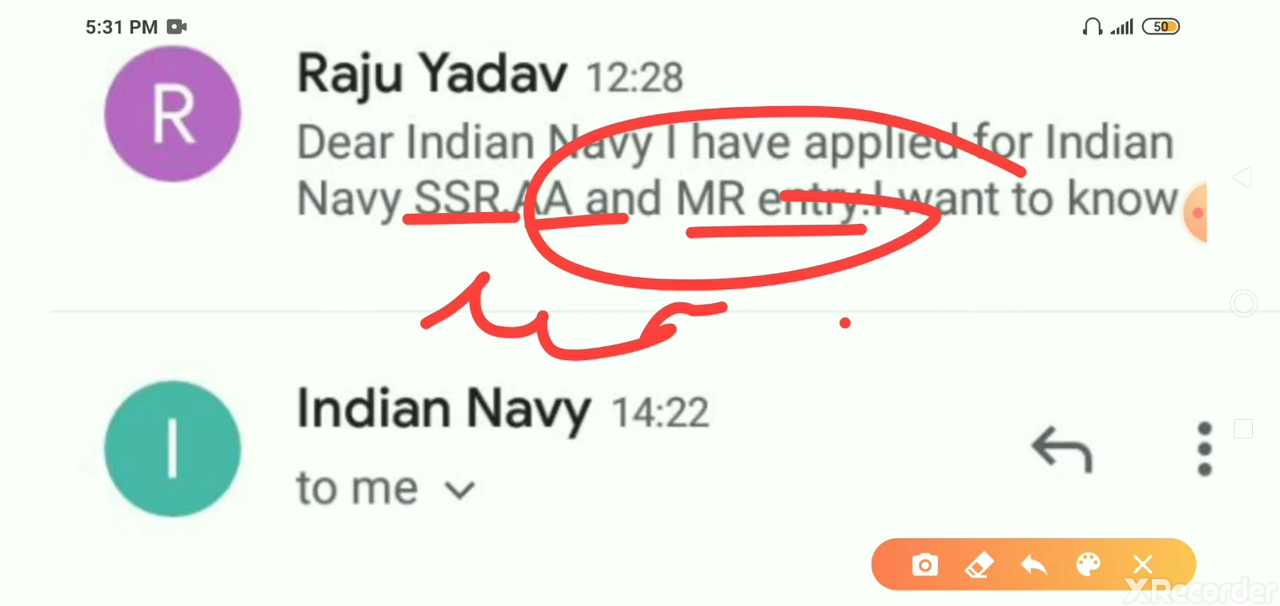 5:31 PM
50
R
Raju Yadav 12:28
Dear Indian Navy I have applied for Indian
Navy SSR.AA and MR entry.I want to know
I
Indian Navy 14:22
to me
XRecorder